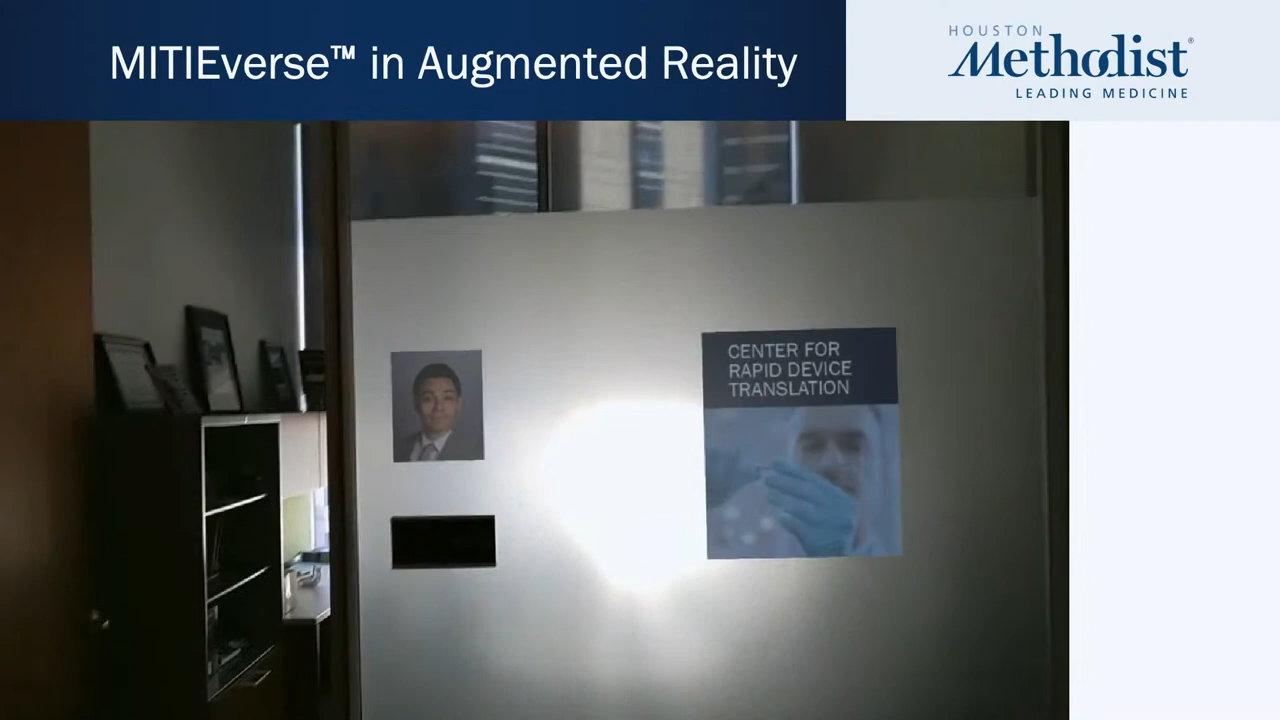 MITIEverse™ in Augmented Reality
HOUSTON
Methodist®
LEADING MEDICINE
CENTER FOR
RAPID DEVICE
TRANSLATION